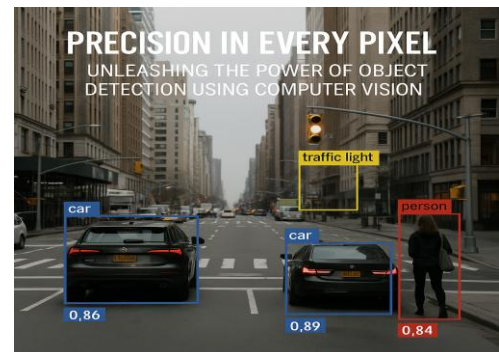 PRECISION IN EVERY PIXEL
UNLEASHING THE POWER OF OBJECT
DETECTION USING COMPUTER VISION
traffic light
person
car
car
0,86
0,89
0,84